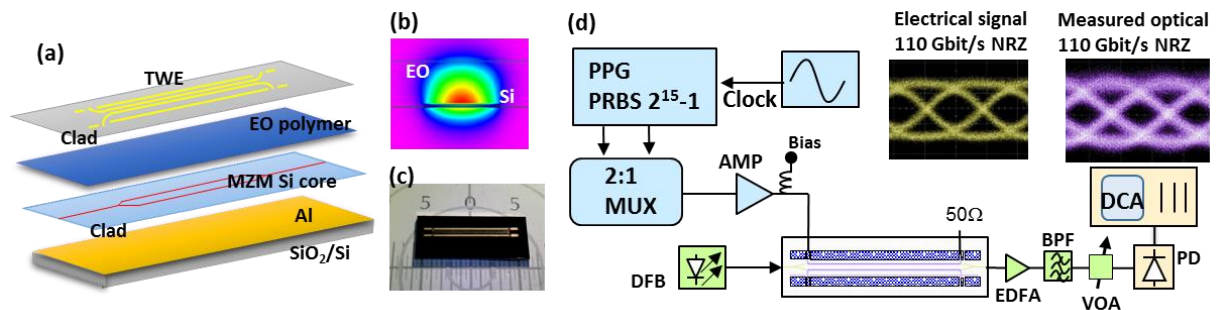 (a)
TWE
Clad
EO polymer
MZM Si core
Clad
Al
SiO₂/Si
(b)
EO
Si
(c)
5 0 5
(d)
PPG
PRBS 2¹⁵-1
Clock
2:1
MUX
AMP
Bias
50Ω
DFB
EDFA
BPF
VOA
PD
DCA
Electrical signal
110 Gbit/s NRZ
Measured optical
110 Gbit/s NRZ